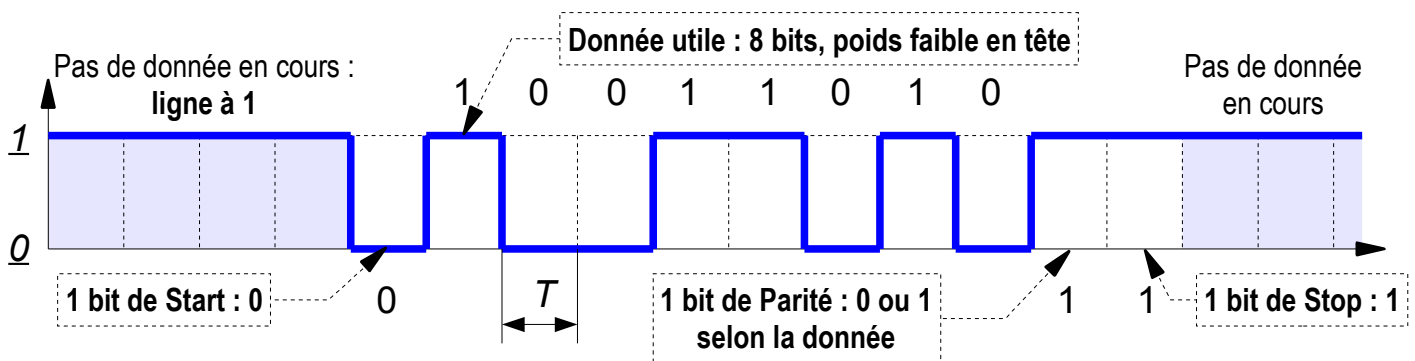 Donnée utile : 8 bits, poids faible en tête
Pas de donnée en cours :
ligne à 1
Pas de donnée
en cours
1 0 0 1 1 0 1 0
1
0
1 bit de Start : 0
0
T
1 bit de Parité : 0 ou 1
selon la donnée
1 1
1 bit de Stop : 1